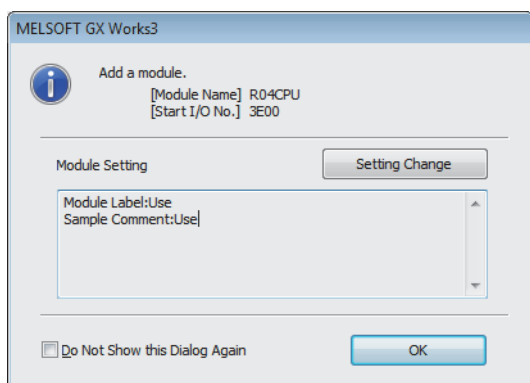 MELSOFT GX Works3
Add a module.
[Module Name] R04CPU
[Start I/O No.] 3E00
Module Setting
Setting Change
Module Label:Use
Sample Comment:Use
Do Not Show this Dialog Again
OK